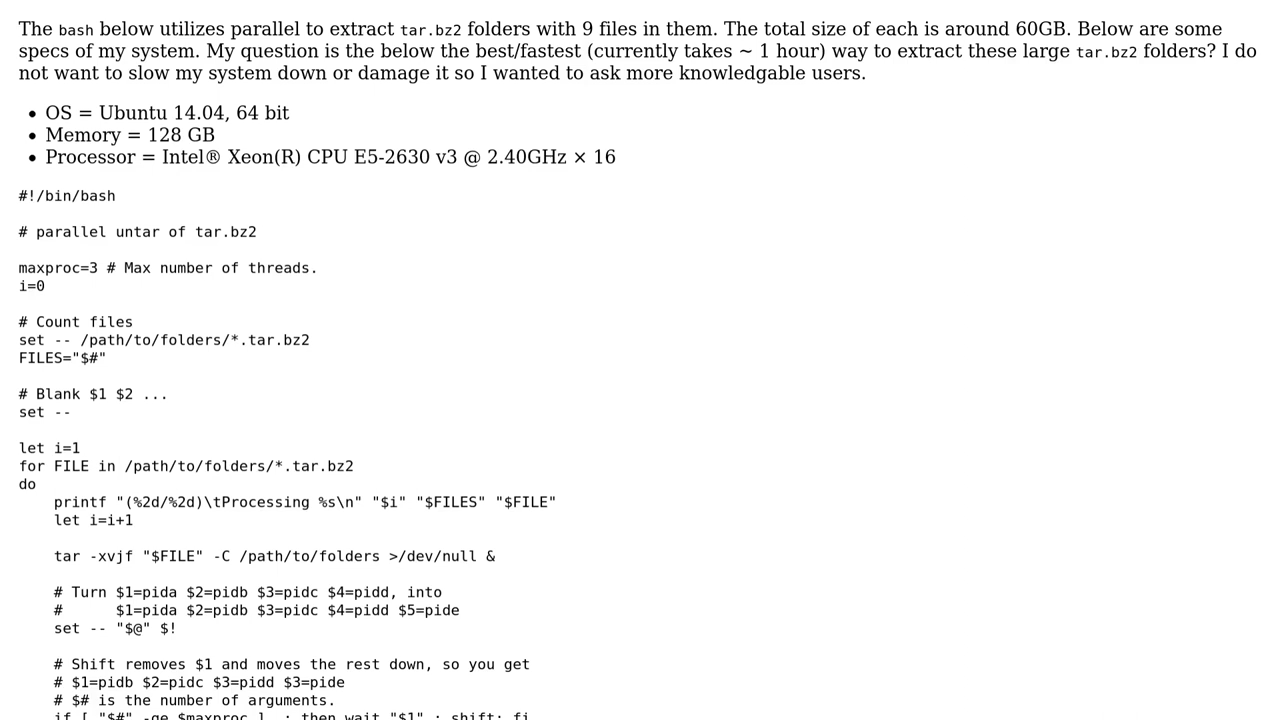 The bash below utilizes parallel to extract tar.bz2 folders with 9 files in them. The total size of each is around 60GB. Below are some
specs of my system. My question is the below the best/fastest (currently takes ~ 1 hour) way to extract these large tar.bz2 folders? I do
not want to slow my system down or damage it so I wanted to ask more knowledgable users.
• OS = Ubuntu 14.04, 64 bit
• Memory = 128 GB
• Processor = Intel® Xeon(R) CPU E5-2630 v3 @ 2.40GHz × 16
#!/bin/bash
# parallel untar of tar.bz2
maxproc=3 # Max number of threads.
i=0
# Count files
set -- /path/to/folders/*.tar.bz2
FILES="$#"
# Blank $1 $2 ...
set --
let i=1
for FILE in /path/to/folders/*.tar.bz2
do
    printf "(%2d/%2d)\tProcessing %s\n" "$i" "$FILES" "$FILE"
    let i=i+1
    tar -xvjf "$FILE" -C /path/to/folders >/dev/null &
    # Turn $1=pida $2=pidb $3=pidc $4=pidd, into
    #      $1=pida $2=pidb $3=pidc $4=pidd $5=pide
    set -- "$@" $!
    # Shift removes $1 and moves the rest down, so you get
    # $1=pidb $2=pidc $3=pidd $3=pide
    # $# is the number of arguments.
    if [ "$#" -ge $maxproc ]  ; then wait "$1" ; shift; fi